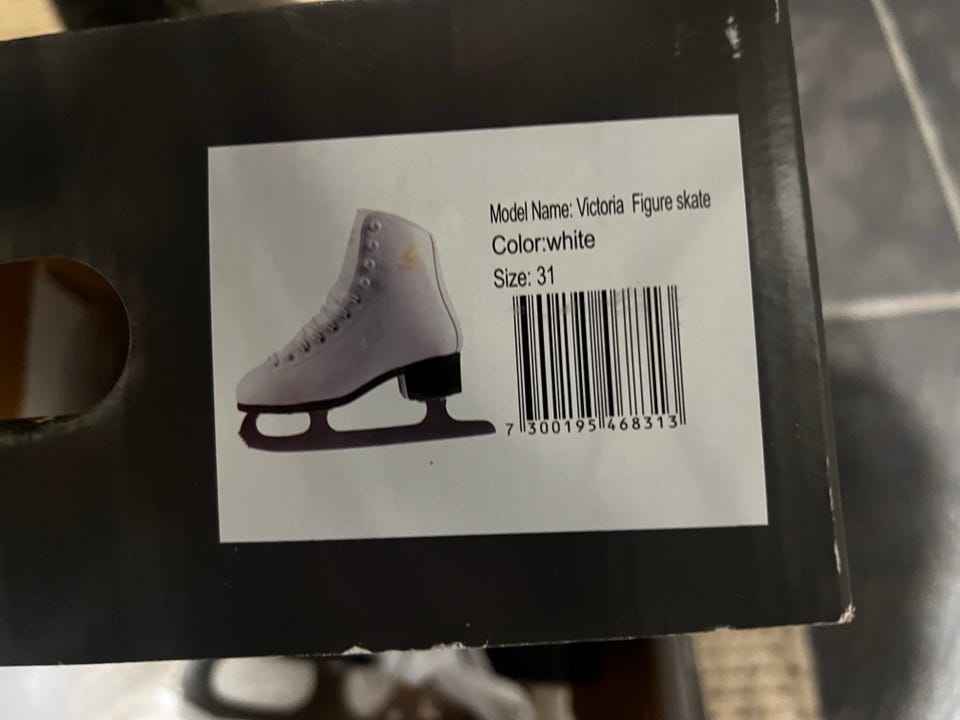 Model Name: Victoria Figure skate
Color:white
Size: 31
7 300195 468313